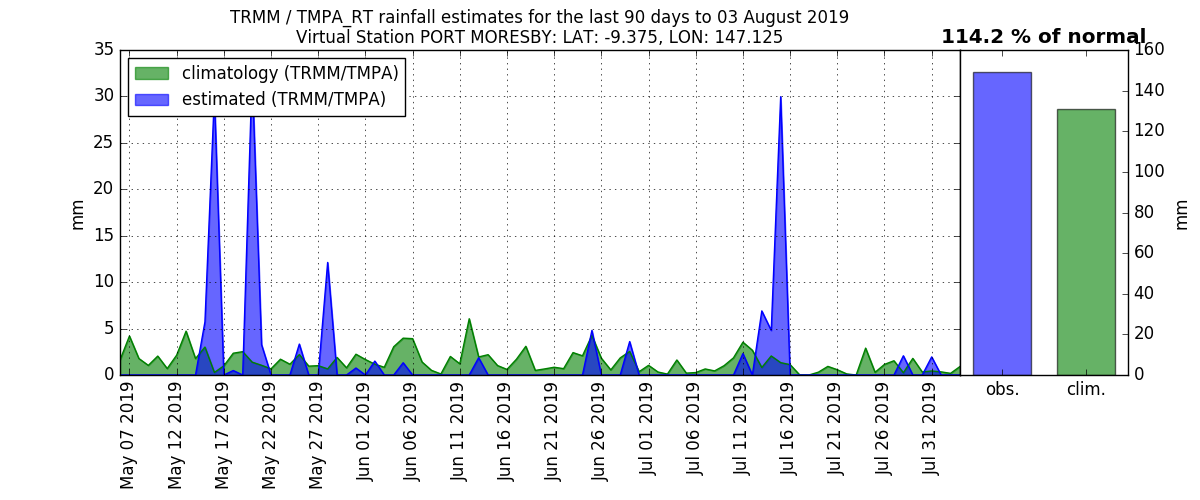 TRMM / TMPA_RT rainfall estimates for the last 90 days to 03 August 2019
Virtual Station PORT MORESBY: LAT: -9.375, LON: 147.125
114.2 % of normal
climatology (TRMM/TMPA)
estimated (TRMM/TMPA)
35
30
25
20
15
10
5
0
mm
May 07 2019
May 12 2019
May 17 2019
May 22 2019
May 27 2019
Jun 01 2019
Jun 06 2019
Jun 11 2019
Jun 16 2019
Jun 21 2019
Jun 26 2019
Jul 01 2019
Jul 06 2019
Jul 11 2019
Jul 16 2019
Jul 21 2019
Jul 26 2019
Jul 31 2019
160
140
120
100
80
60
40
20
0
mm
obs.
clim.